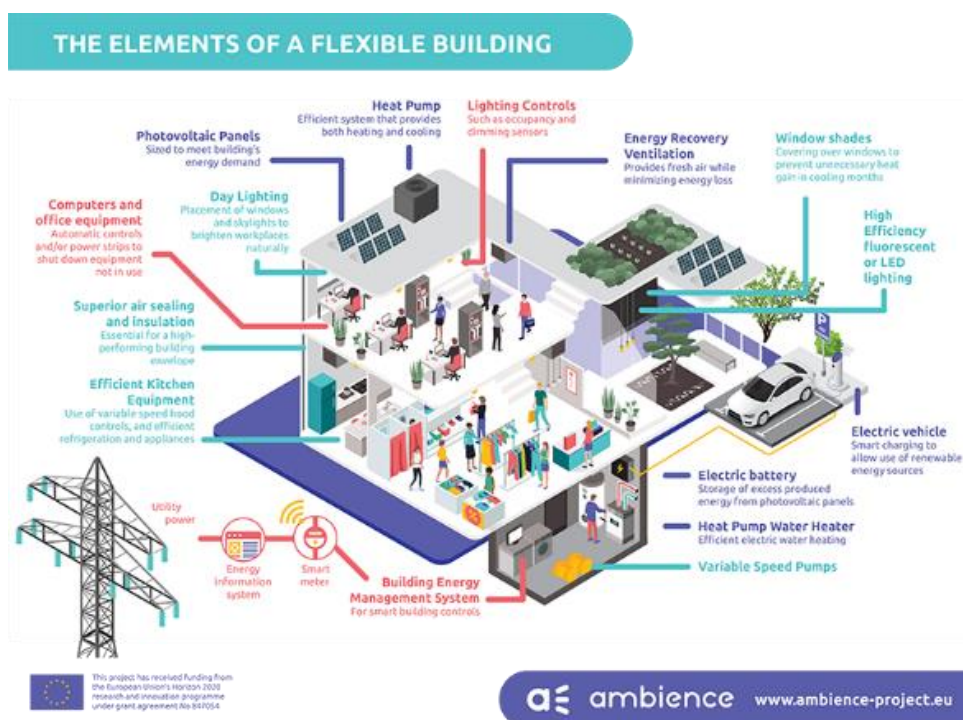 THE ELEMENTS OF A FLEXIBLE BUILDING
Heat Pump
Efficient system that provides
both heating and cooling
Lighting Controls
Such as occupancy and
dimming sensors
Photovoltaic Panels
Sized to meet building's
energy demand
Energy Recovery
Ventilation
Provides fresh air while
minimizing energy loss
Window shades
Covering over windows to
prevent unnecessary heat
gain in cooling months
Computers and
office equipment
Automatic controls
and/or power strips to
shut down equipment
not in use
Day Lighting
Placement of windows
and skylights to
brighten workplaces
naturally
High
Efficiency
fluorescent
or LED
lighting
Superior air sealing
and insulation
Essential for a high-
performing building
envelope
Efficient Kitchen
Equipment
Use of variable speed hood
controls, and efficient
refrigeration and appliances
Electric vehicle
Smart charging to
allow use of renewable
energy sources
Electric battery
Storage of excess produced
energy from photovoltaic panels
Heat Pump Water Heater
Efficient electric water heating
Variable Speed Pumps
Utility
power
Energy
information
system
Smart
meter
Building Energy
Management System
For smart building controls
P
%
This project has received funding from
the European Union's Horizon 2020
research and innovation programme
under grant agreement No 847054
ambience www.ambience-project.eu